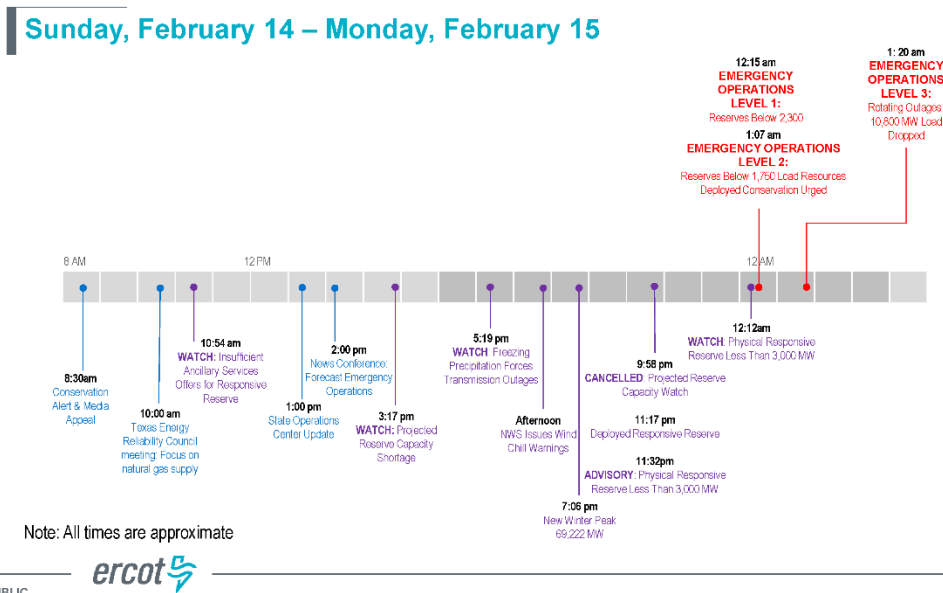 Sunday, February 14 – Monday, February 15
12:15 am
EMERGENCY
OPERATIONS
LEVEL 1:
Reserves Below 2,300
1:07 am
EMERGENCY OPERATIONS
LEVEL 2:
Reserves Below 1,750 Load Resources
Deployed Conservation Urged
1: 20 am
EMERGENCY
OPERATIONS
LEVEL 3:
Rotating Outages
10,800 MW Load
Dropped
8 AM
12 PM
12 AM
8:30am
Conservation
Alert & Media
Appeal
10:00 am
Texas Energy
Reliability Council
meeting: Focus on
natural gas supply
10:54 am
WATCH: Insufficient
Ancillary Services
Offers for Responsive
Reserve
1:00 pm
State Operations
Center Update
2:00 pm
News Conference:
Forecast Emergency
Operations
3:17 pm
WATCH: Projected
Reserve Capacity
Shortage
5:19 pm
WATCH: Freezing
Precipitation Forces
Transmission Outages
Afternoon
NWS Issues Wind
Chill Warnings
7:06 pm
New Winter Peak
69,222 MW
9:58 pm
CANCELLED: Projected Reserve
Capacity Watch
11:17 pm
Deployed Responsive Reserve
11:32pm
ADVISORY: Physical Responsive
Reserve Less Than 3,000 MW
12:12am
WATCH: Physical Responsive
Reserve Less Than 3,000 MW
Note: All times are approximate
ercot